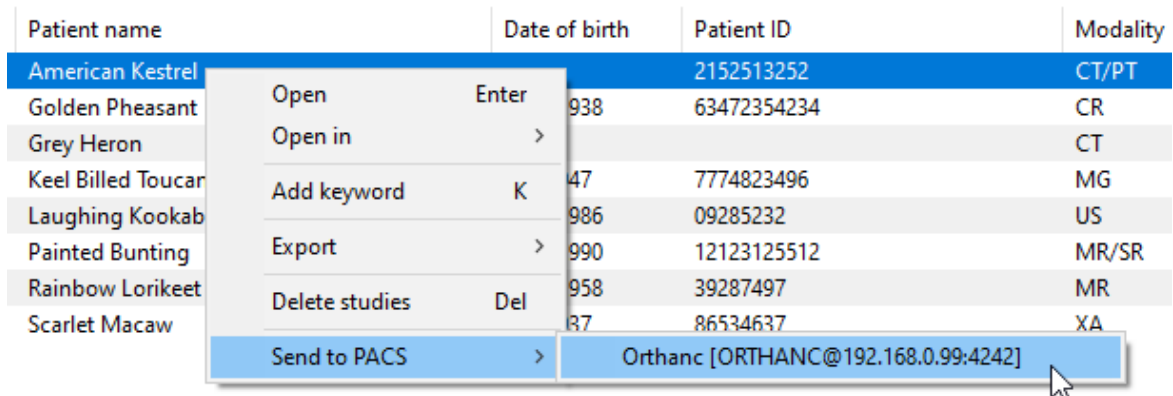 Patient name Date of birth Patient ID Modality
American Kestrel 2152513252 CT/PT
Open Enter
Golden Pheasant 938 63472354234 CR
Open in >
Grey Heron CT
Keel Billed Toucan 947 7774823496 MG
Add keyword K
Laughing Kookab 986 09285232 US
Export >
Painted Bunting 990 12123125512 MR/SR
Rainbow Lorikeet 958 39287497 MR
Delete studies Del
Scarlet Macaw 937 86534637 XA
Send to PACS > Orthanc [ORTHANC@192.168.0.99:4242]